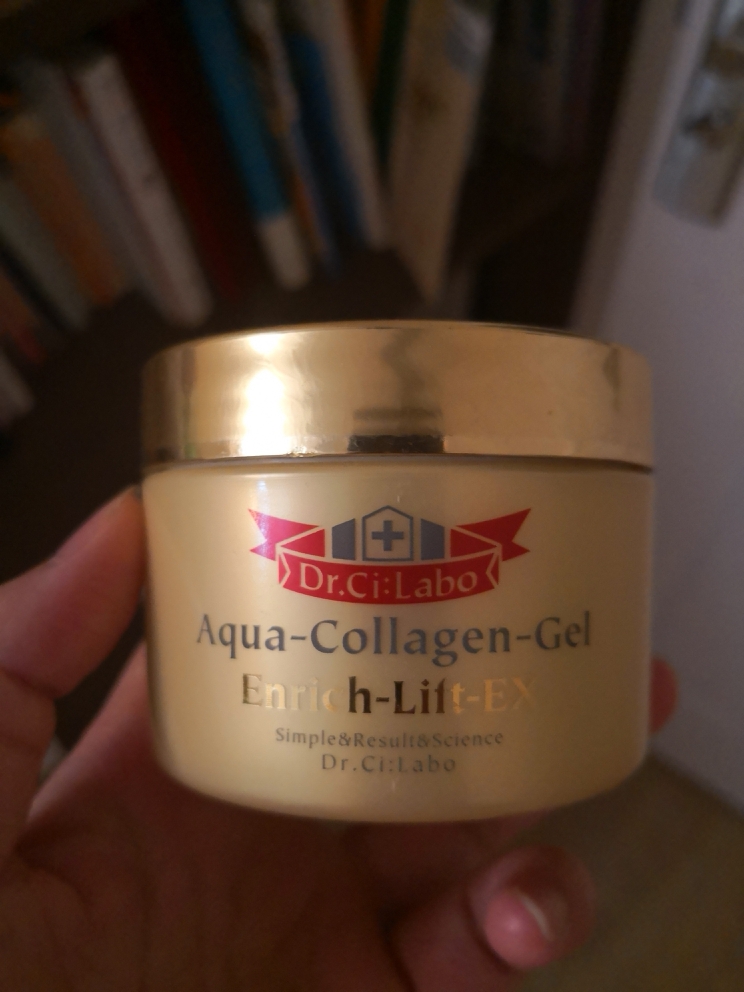 Dr.Ci:Labo
Aqua-Collagen-Gel
Enrich-Lift-EX
Simple&Result&Science
Dr.Ci:Labo